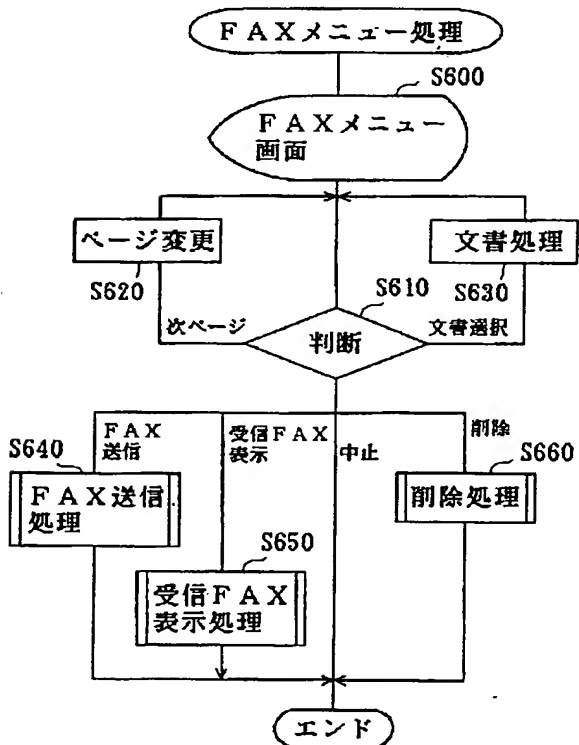 FAXメニュー処理
S600
FAXメニュー
画面
ページ変更
文書処理
S620
S630
S610
次ページ
文書選択
判断
FAX
送信
受信FAX
表示
中止
削除
S640
S660
FAX送信
処理
削除処理
S650
受信FAX
表示処理
エンド